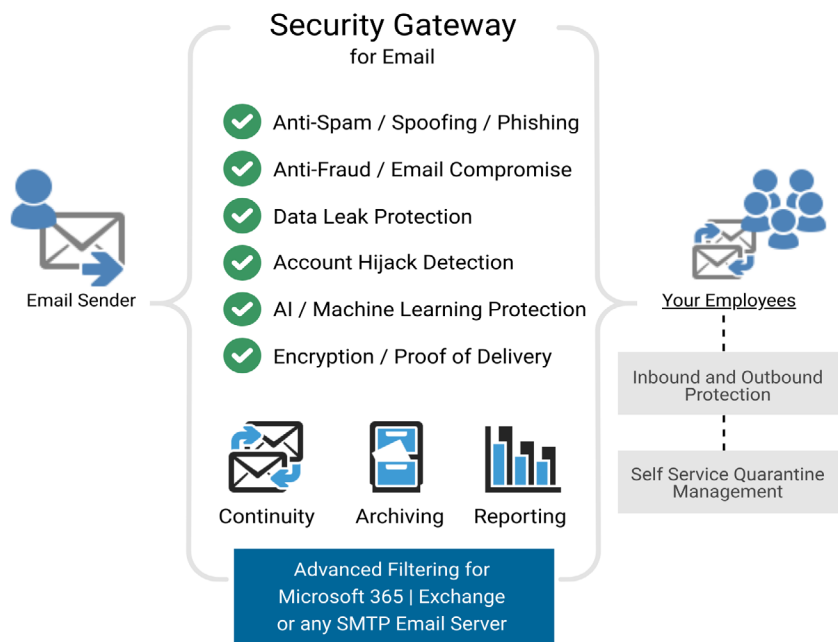 Security Gateway
for Email
Anti-Spam / Spoofing / Phishing
Anti-Fraud / Email Compromise
Data Leak Protection
Account Hijack Detection
AI / Machine Learning Protection
Encryption / Proof of Delivery
Email Sender
Your Employees
Inbound and Outbound
Protection
Self Service Quarantine
Management
Continuity
Archiving
Reporting
Advanced Filtering for
Microsoft 365 | Exchange
or any SMTP Email Server